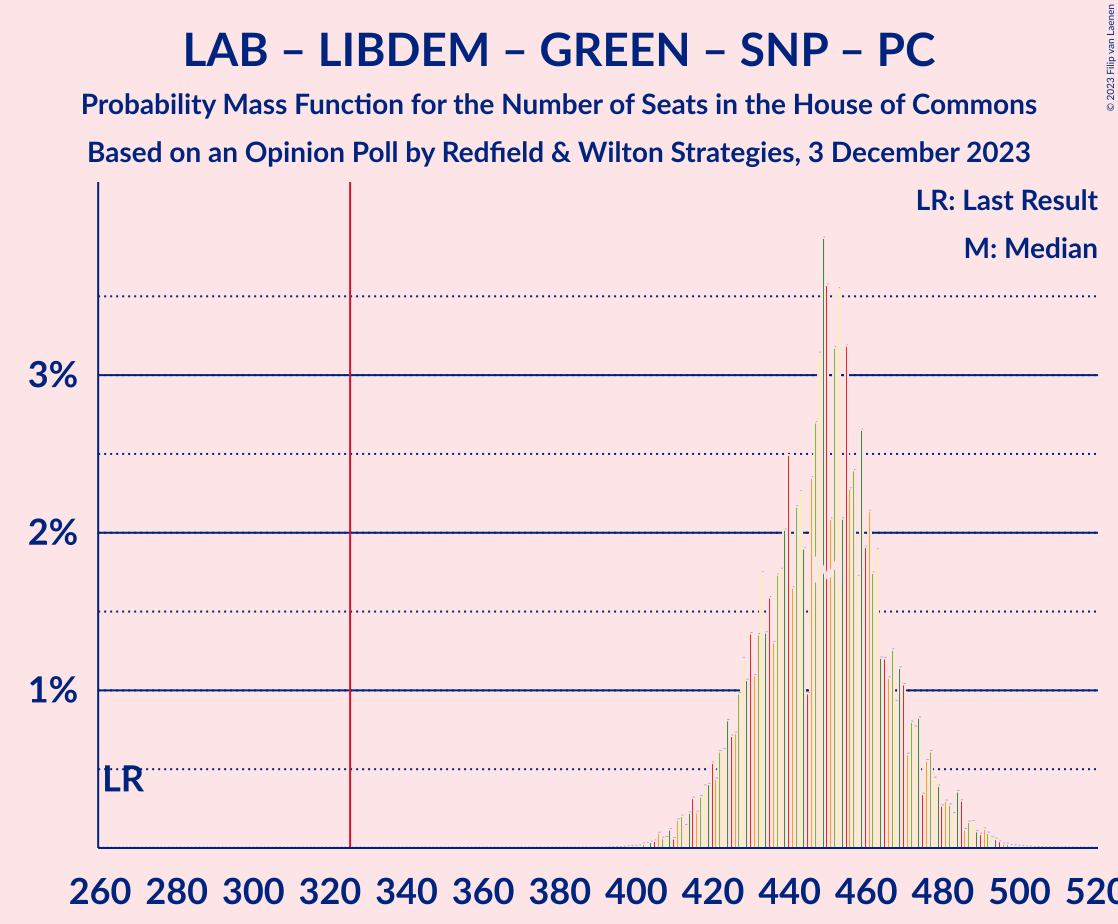 LAB – LIBDEM – GREEN – SNP – PC
Probability Mass Function for the Number of Seats in the House of Commons
Based on an Opinion Poll by Redfield & Wilton Strategies, 3 December 2023
© 2023 Filip van Laenen
LR: Last Result
M: Median
3%
2%
1%
LR
260 280 300 320 340 360 380 400 420 440 460 480 500 520